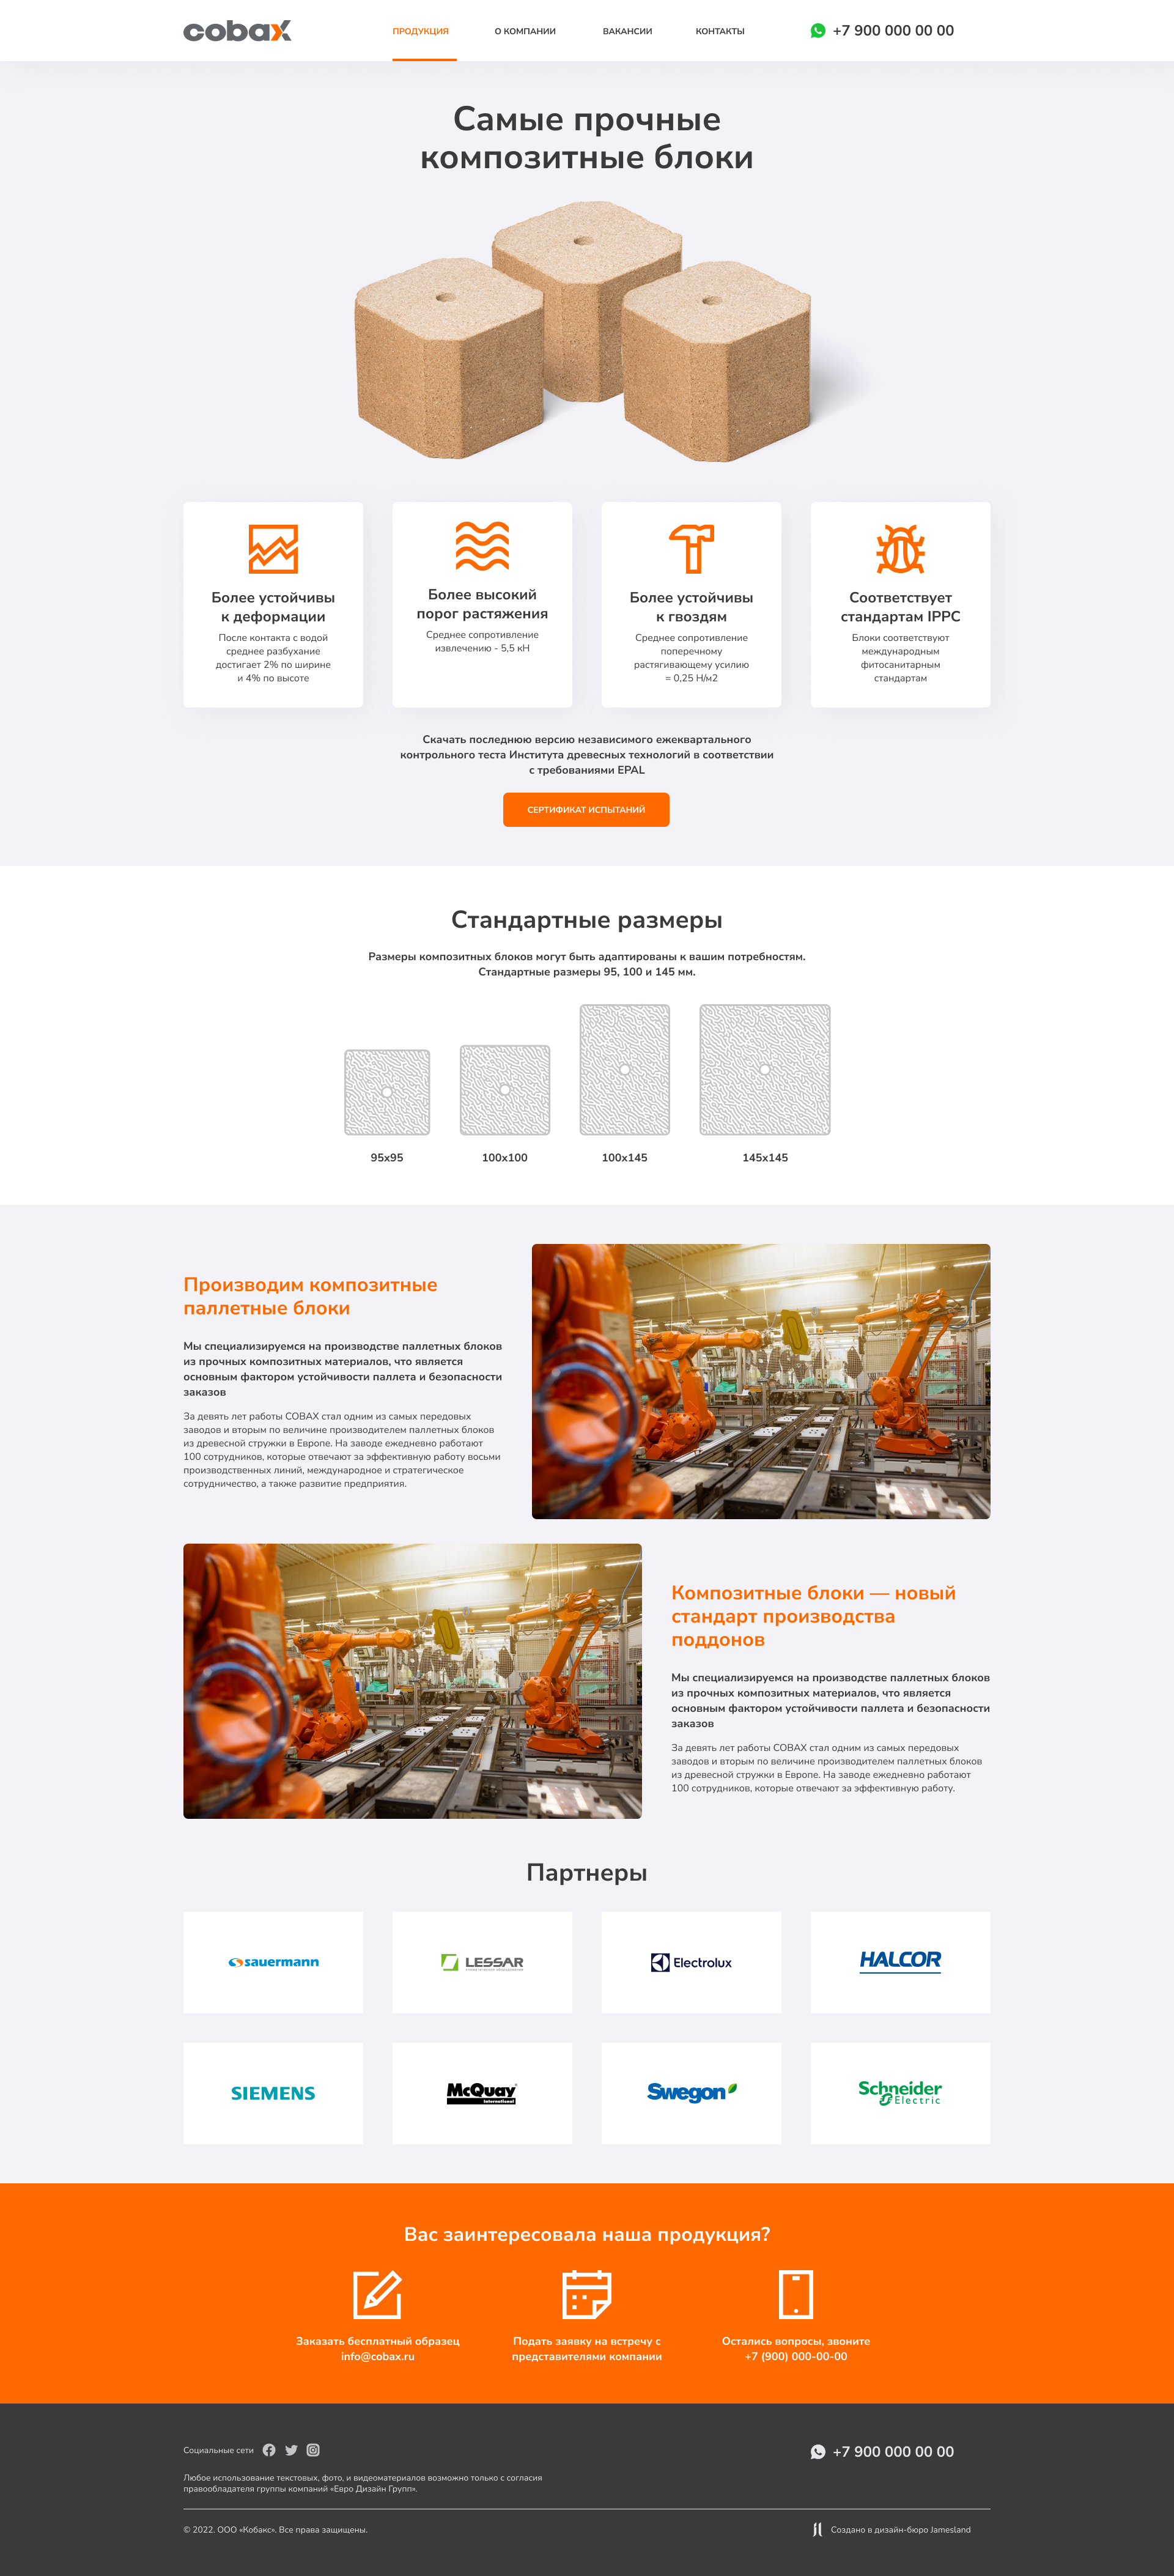 cobax
ПРОДУКЦИЯ
О КОМПАНИИ
ВАКАНСИИ
КОНТАКТЫ
+7 900 000 00 00
Самые прочные
композитные блоки
Более устойчивы
к деформации
После контакта с водой
среднее разбухание
достигает 2% по ширине
и 4% по высоте
Более высокий
порог растяжения
Среднее сопротивление
извлечению - 5,5 кН
Более устойчивы
к гвоздям
Среднее сопротивление
поперечному
растягивающему усилию
= 0,25 Н/м2
Соответствует
стандартам IPPC
Блоки соответствуют
международным
фитосанитарным
стандартам
Скачать последнюю версию независимого ежеквартального
контрольного теста Института древесных технологий в соответствии
с требованиями EPAL
СЕРТИФИКАТ ИСПЫТАНИЙ
Стандартные размеры
Размеры композитных блоков могут быть адаптированы к вашим потребностям.
Стандартные размеры 95, 100 и 145 мм.
95x95
100x100
100x145
145x145
Производим композитные
паллетные блоки
Мы специализируемся на производстве паллетных блоков
из прочных композитных материалов, что является
основным фактором устойчивости паллета и безопасности
заказов
За девять лет работы COBAX стал одним из самых передовых
заводов и вторым по величине производителем паллетных блоков
из древесной стружки в Европе. На заводе ежедневно работают
100 сотрудников, которые отвечают за эффективную работу восьми
производственных линий, международное и стратегическое
сотрудничество, а также развитие предприятия.
Композитные блоки — новый
стандарт производства
поддонов
Мы специализируемся на производстве паллетных блоков
из прочных композитных материалов, что является
основным фактором устойчивости паллета и безопасности
заказов
За девять лет работы COBAX стал одним из самых передовых
заводов и вторым по величине производителем паллетных блоков
из древесной стружки в Европе. На заводе ежедневно работают
100 сотрудников, которые отвечают за эффективную работу.
Партнеры
sauermann
LESSAR
Electrolux
HALCOR
SIEMENS
McQuay
International
Swegon
Schneider
Electric
Вас заинтересовала наша продукция?
Заказать бесплатный образец
info@cobax.ru
Подать заявку на встречу с
представителями компании
Остались вопросы, звоните
+7 (900) 000-00-00
Социальные сети
+7 900 000 00 00
Любое использование текстовых, фото, и видеоматериалов возможно только с согласия
правообладателя группы компаний «Евро Дизайн Групп».
© 2022. ООО «Кобакс». Все права защищены.
Создано в дизайн-бюро Jamesland